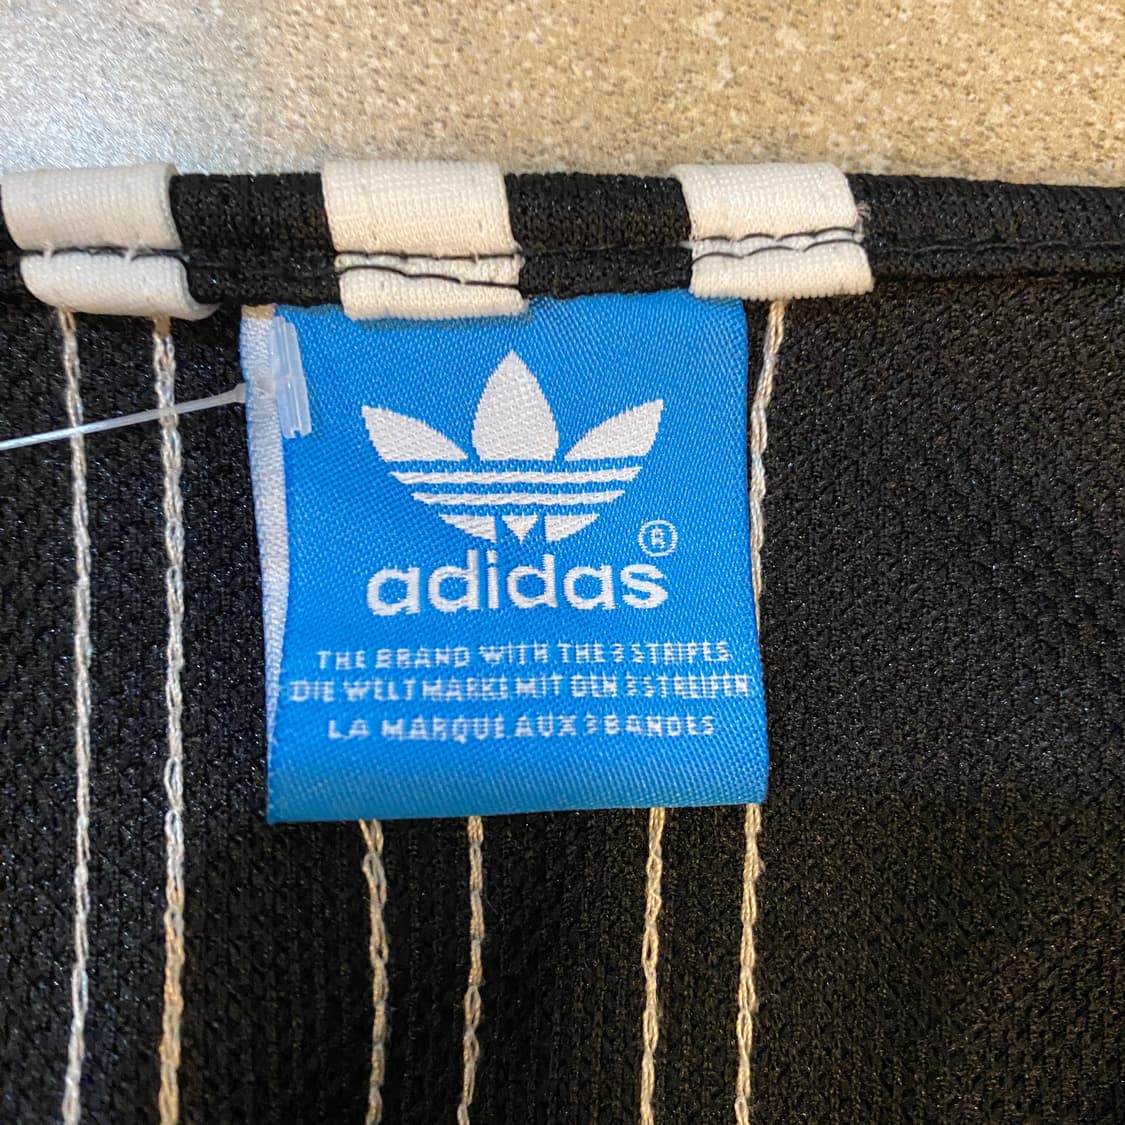 ®
adidas
THE BRAND WITH THE 3 STRIPES
DIE WELTMARKE MIT DEN 3 STREIFEN
LA MARQUE AUX 3 BANDES